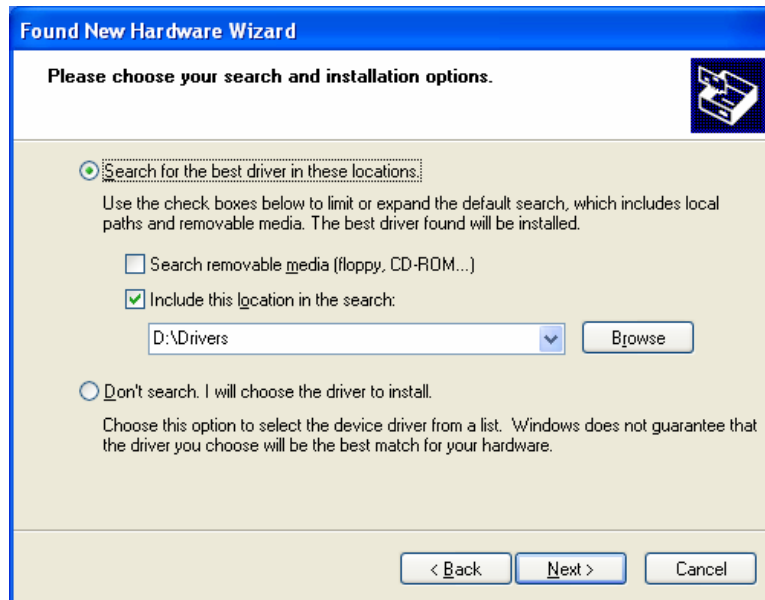 Found New Hardware Wizard
Please choose your search and installation options.
Search for the best driver in these locations.
Use the check boxes below to limit or expand the default search, which includes local
paths and removable media. The best driver found will be installed.
Search removable media (floppy, CD-ROM...)
Include this location in the search:
D:\Drivers
Browse
Don't search. I will choose the driver to install.
Choose this option to select the device driver from a list. Windows does not guarantee that
the driver you choose will be the best match for your hardware.
< Back
Next >
Cancel